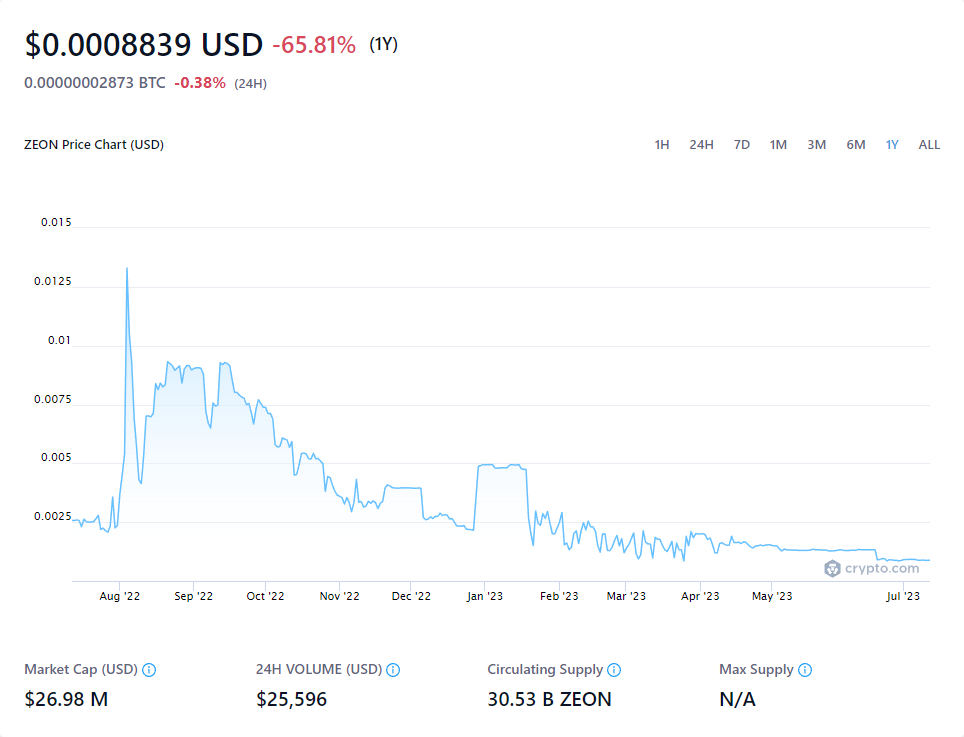 $0.0008839 USD -65.81% (1Y)
0.00000002873 BTC -0.38% (24H)
ZEON Price Chart (USD) 1H 24H 7D 1M 3M 6M 1Y ALL
0.015
0.0125
0.01
0.0075
0.005
0.0025
crypto.com
Aug '22 Sep '22 Oct '22 Nov '22 Dec '22 Jan '23 Feb '23 Mar '23 Apr '23 May '23 Jul '23
Market Cap (USD) 24H VOLUME (USD) Circulating Supply Max Supply
$26.98 M $25,596 30.53 B ZEON N/A